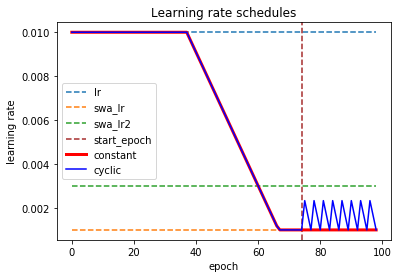 Learning rate schedules
learning rate
0.010
0.008
0.006
0.004
0.002
lr
swa_lr
swa_lr2
start_epoch
constant
cyclic
0
20
40
60
80
100
epoch